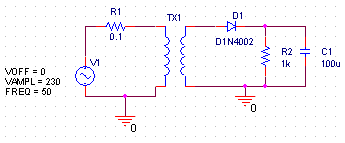 R1
0.1
TX1
D1
D1N4002
R2
1k
C1
100u
V1
VOFF = 0
VAMPL = 230
FREQ = 50
0
0